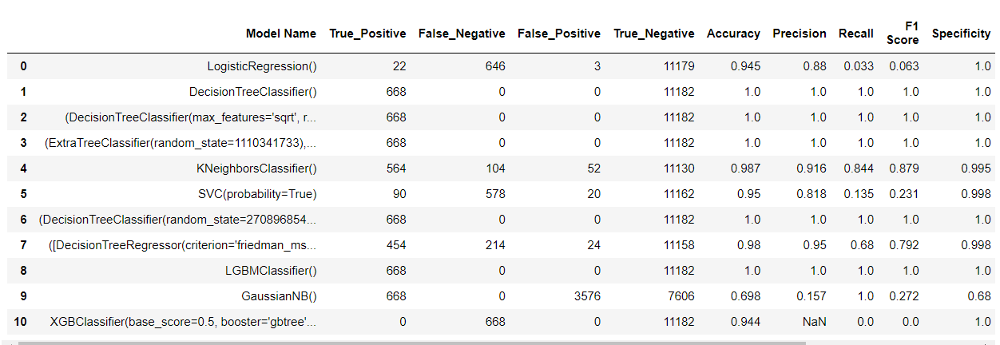 Model Name True_Positive False_Negative False_Positive True_Negative Accuracy Precision Recall F1 Score Specificity
0 LogisticRegression() 22 646 3 11179 0.945 0.88 0.033 0.063 1.0
1 DecisionTreeClassifier() 668 0 0 11182 1.0 1.0 1.0 1.0 1.0
2 (DecisionTreeClassifier(max_features='sqrt', r... 668 0 0 11182 1.0 1.0 1.0 1.0 1.0
3 (ExtraTreeClassifier(random_state=1110341733),... 668 0 0 11182 1.0 1.0 1.0 1.0 1.0
4 KNeighborsClassifier() 564 104 52 11130 0.987 0.916 0.844 0.879 0.995
5 SVC(probability=True) 90 578 20 11162 0.95 0.818 0.135 0.231 0.998
6 (DecisionTreeClassifier(random_state=270896854... 668 0 0 11182 1.0 1.0 1.0 1.0 1.0
7 ([DecisionTreeRegressor(criterion='friedman_ms... 454 214 24 11158 0.98 0.95 0.68 0.792 0.998
8 LGBMClassifier() 668 0 0 11182 1.0 1.0 1.0 1.0 1.0
9 GaussianNB() 668 0 3576 7606 0.698 0.157 1.0 0.272 0.68
10 XGBClassifier(base_score=0.5, booster='gbtree'... 0 668 0 11182 0.944 NaN 0.0 0.0 1.0